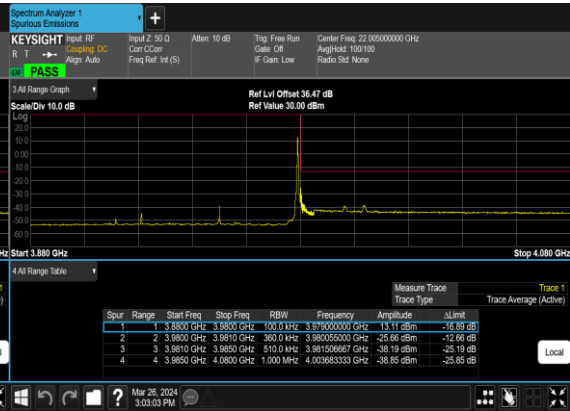 Spectrum Analyzer 1
Spurious Emissions
+
KEYSIGHT Input: RF Input Z: 50 Ω Atten: 10 dB Trig: Free Run Center Freq: 22.005000000 GHz
R T Coupling: DC Corr CCorr Gate: Off Avg|Hold: 100/100
Align: Auto Freq Ref: Int (S) IF Gain: Low Radio Std: None
PASS
3 All Range Graph
Ref Lvl Offset 36.47 dB
Scale/Div 10.0 dB Ref Value 30.00 dBm
Log
20.0
10.0
0.00
-10.0
-20.0
-30.0
-40.0
-50.0
-60.0
Hz Start 3.880 GHz Stop 4.080 GHz
4 All Range Table
Measure Trace Trace 1
Trace Type Trace Average (Active)
Spur Range Start Freq Stop Freq RBW Frequency Amplitude ΔLimit
1 1 3.8800 GHz 3.9800 GHz 100.0 kHz 3.979000000 GHz 13.11 dBm -16.89 dB
2 2 3.9800 GHz 3.9810 GHz 360.0 kHz 3.980055000 GHz -25.66 dBm -12.66 dB
3 3 3.9810 GHz 3.9850 GHz 510.0 kHz 3.981506667 GHz -38.19 dBm -25.19 dB
4 4 3.9850 GHz 4.0800 GHz 1.000 MHz 4.003683333 GHz -38.85 dBm -25.85 dB
Local
? Mar 26, 2024
3:03:03 PM